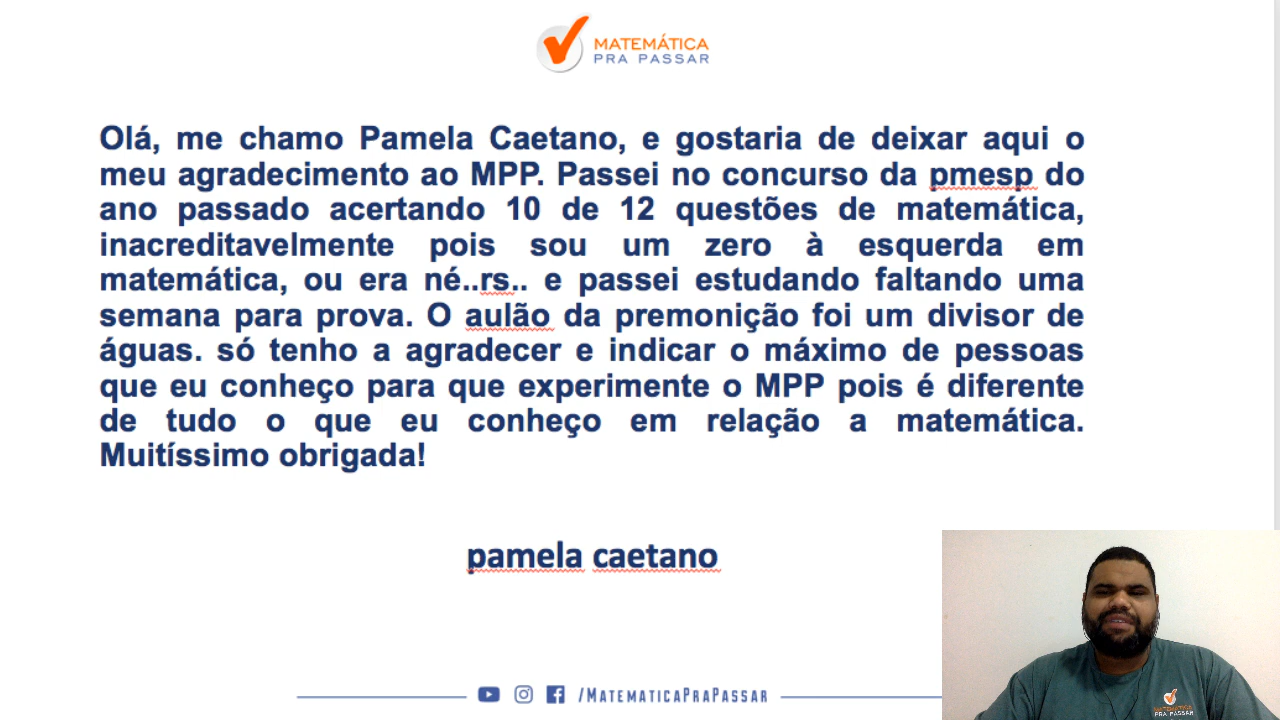 MATEMÁTICA
PRA PASSAR
Olá, me chamo Pamela Caetano, e gostaria de deixar aqui o
meu agradecimento ao MPP. Passei no concurso da pmesp do
ano passado acertando 10 de 12 questões de matemática,
inacreditavelmente pois sou um zero à esquerda em
matemática, ou era né..rs.. e passei estudando faltando uma
semana para prova. O aulão da premonição foi um divisor de
águas. só tenho a agradecer e indicar o máximo de pessoas
que eu conheço para que experimente o MPP pois é diferente
de tudo o que eu conheço em relação a matemática.
Muitíssimo obrigada!
pamela caetano
/MATEMATICAPRAPASSAR
MATEMÁTICA
PRA PASSAR